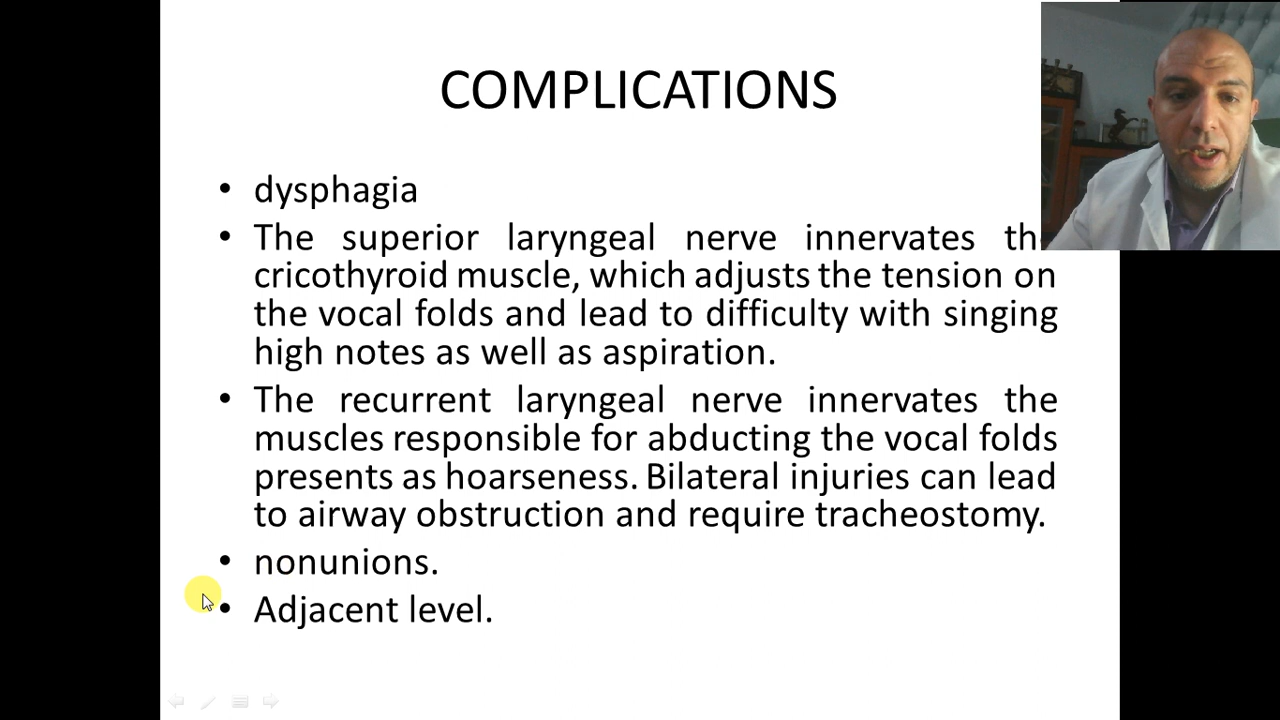 COMPLICATIONS
• dysphagia
• The superior laryngeal nerve innervates the
cricothyroid muscle, which adjusts the tension on
the vocal folds and lead to difficulty with singing
high notes as well as aspiration.
• The recurrent laryngeal nerve innervates the
muscles responsible for abducting the vocal folds
presents as hoarseness. Bilateral injuries can lead
to airway obstruction and require tracheostomy.
• nonunions.
• Adjacent level.